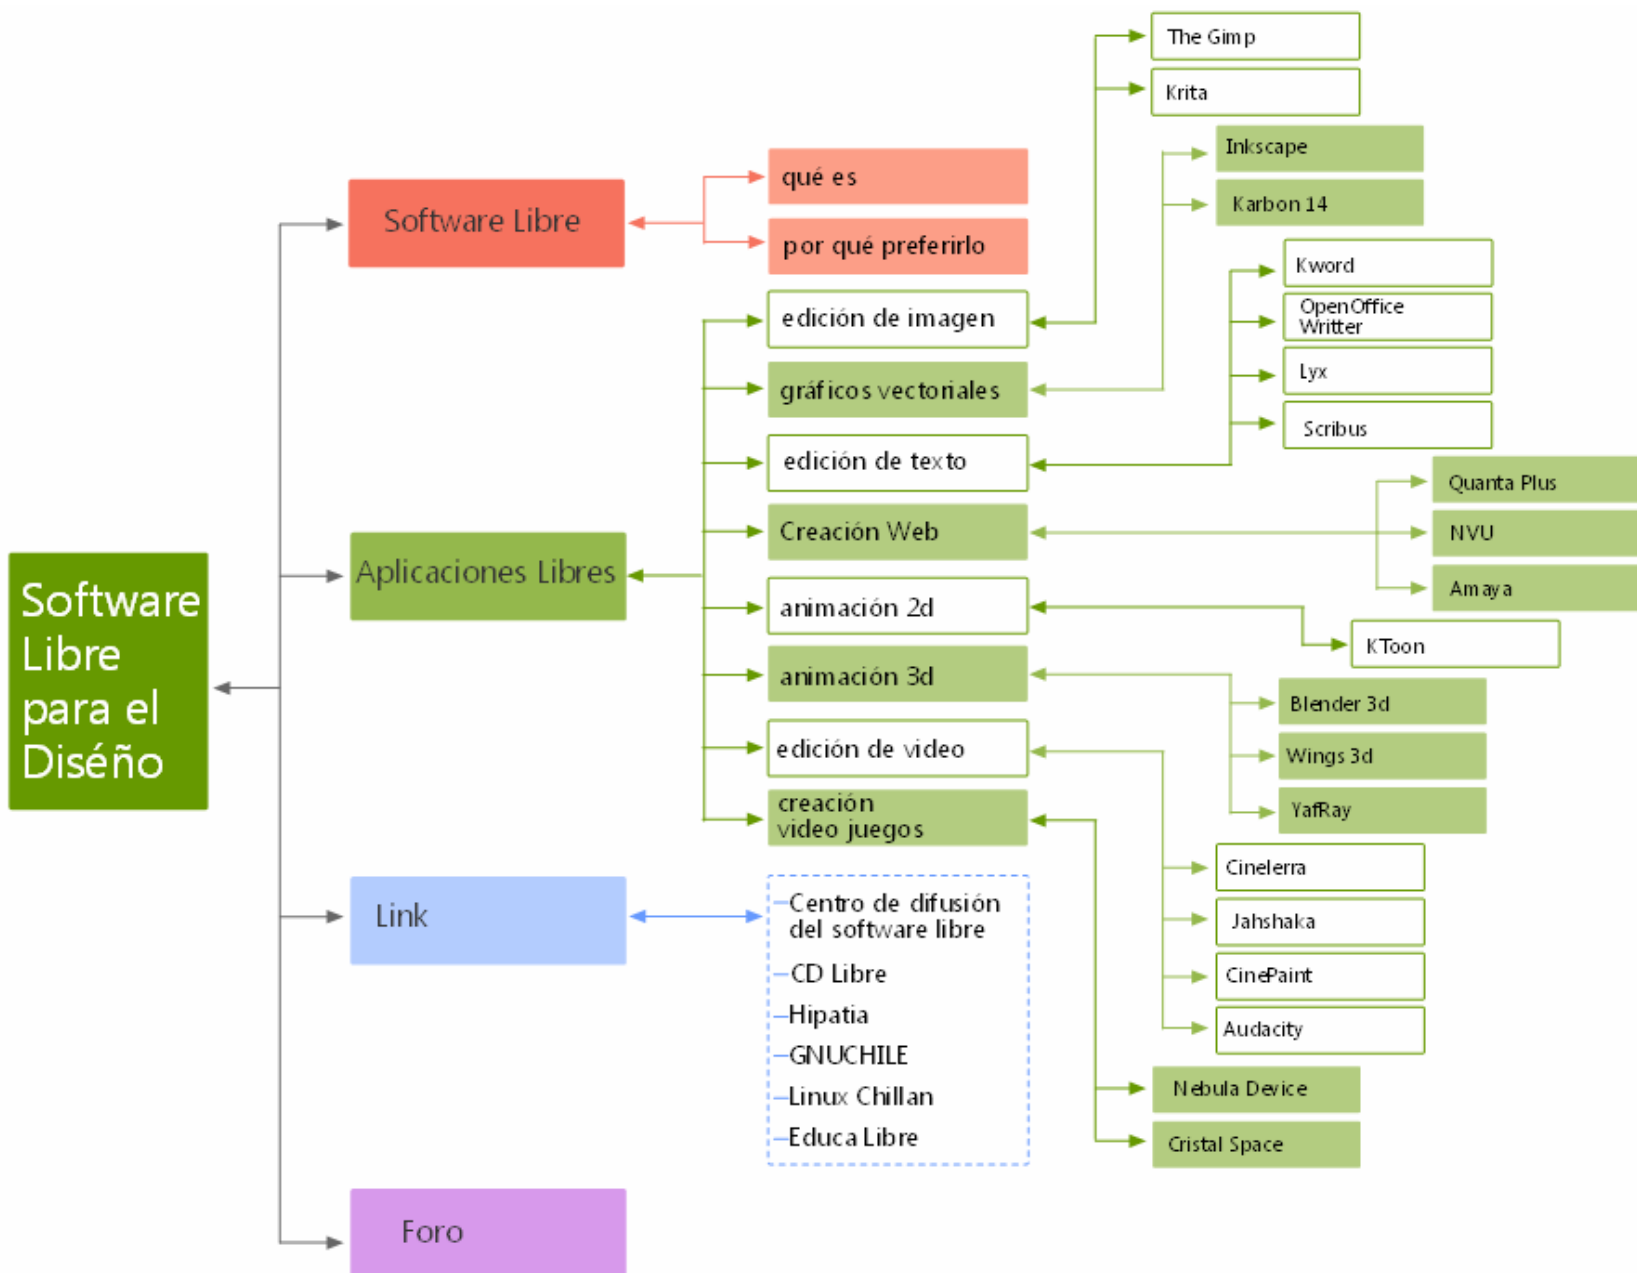 Software
Libre
para el
Diséño
Software Libre
qué es
por qué preferirlo
Aplicaciones Libres
edición de imagen
The Gimp
Krita
gráficos vectoriales
Inkscape
Karbon 14
edición de texto
Kword
OpenOffice
Writter
Lyx
Scribus
Creación Web
Quanta Plus
NVU
Amaya
animación 2d
KToon
animación 3d
Blender 3d
Wings 3d
YafRay
edición de video
Cinelerra
Jahshaka
CinePaint
Audacity
creación
video juegos
Nebula Device
Cristal Space
Link
Centro de difusión
del software libre
CD Libre
Hipatia
GNUCHILE
Linux Chillan
Educa Libre
Foro